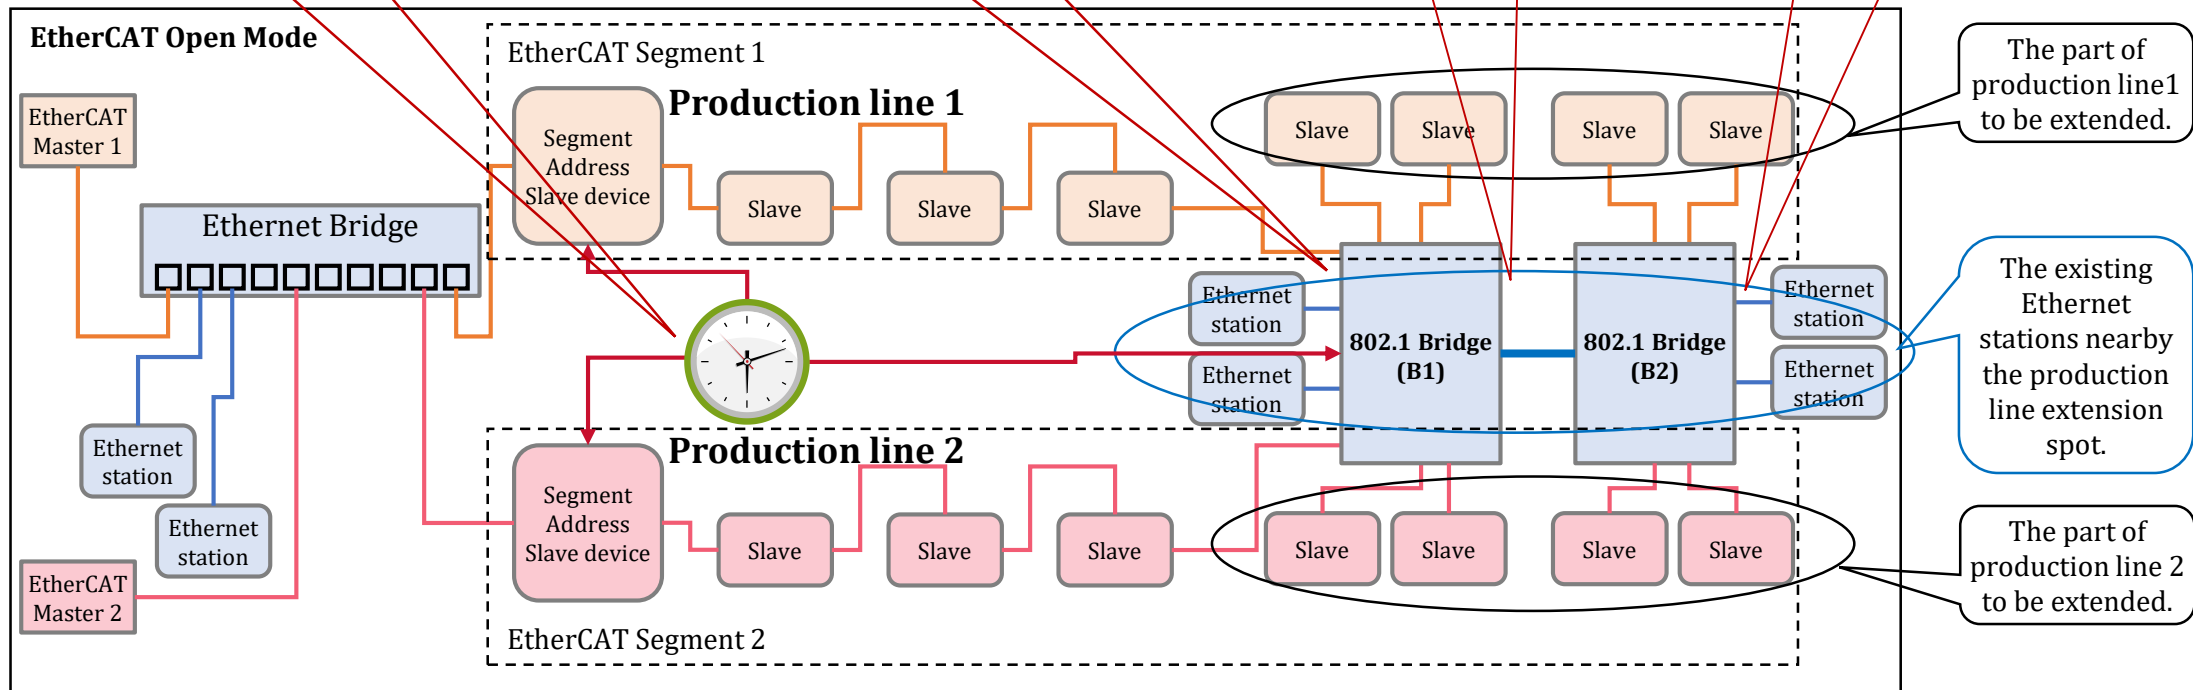 EtherCAT Open Mode
EtherCAT Segment 1
The part of
production line1
to be extended.
EtherCAT
Master 1
Production line 1
Segment
Address
Slave device
Slave
Slave
Slave
Slave
Slave
Slave
Slave
Ethernet Bridge
Ethernet
station
Ethernet
station
802.1 Bridge
(B1)
802.1 Bridge
(B2)
Ethernet
station
Ethernet
station
The existing
Ethernet
stations nearby
the production
line extension
spot.
Ethernet
station
Ethernet
station
EtherCAT
Master 2
Production line 2
Segment
Address
Slave device
Slave
Slave
Slave
Slave
Slave
Slave
Slave
The part of
production line 2
to be extended.
EtherCAT Segment 2